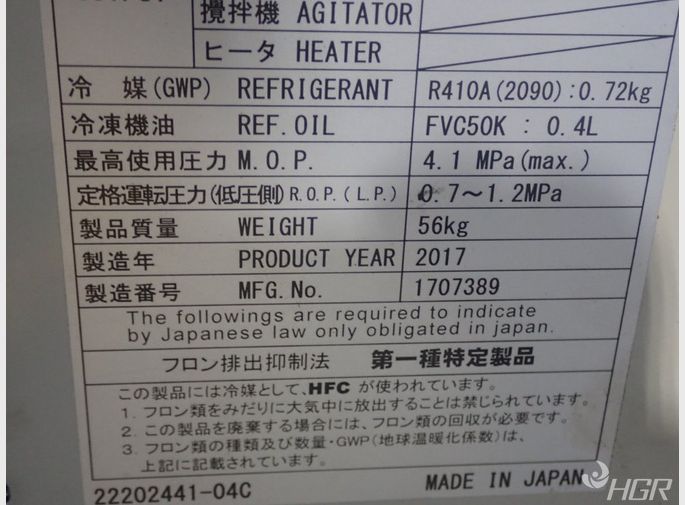 攪拌機 AGITATOR
ヒータ HEATER
冷 媒(GWP) REFRIGERANT R410A(2090):0.72kg
冷凍機油 REF.OIL FVC50K : 0.4L
最高使用圧力 M.O.P. 4.1 MPa(max.)
定格運転圧力(低圧側) R.O.P.(L.P.) 0.7～1.2MPa
製品質量 WEIGHT 56kg
製造年 PRODUCT YEAR 2017
製造番号 MFG.No. 1707389
The followings are required to indicate
by Japanese law only obligated in japan.
フロン排出抑制法 第一種特定製品
この製品には冷媒として、HFC が使われています。
1. フロン類をみだりに大気中に放出することは禁じられています。
2. この製品を廃棄する場合には、フロン類の回収が必要です。
3. フロン類の種類及び数量・GWP(地球温暖化係数)は、
上記に記載されています。
22202441-04C MADE IN JAPAN
HGR